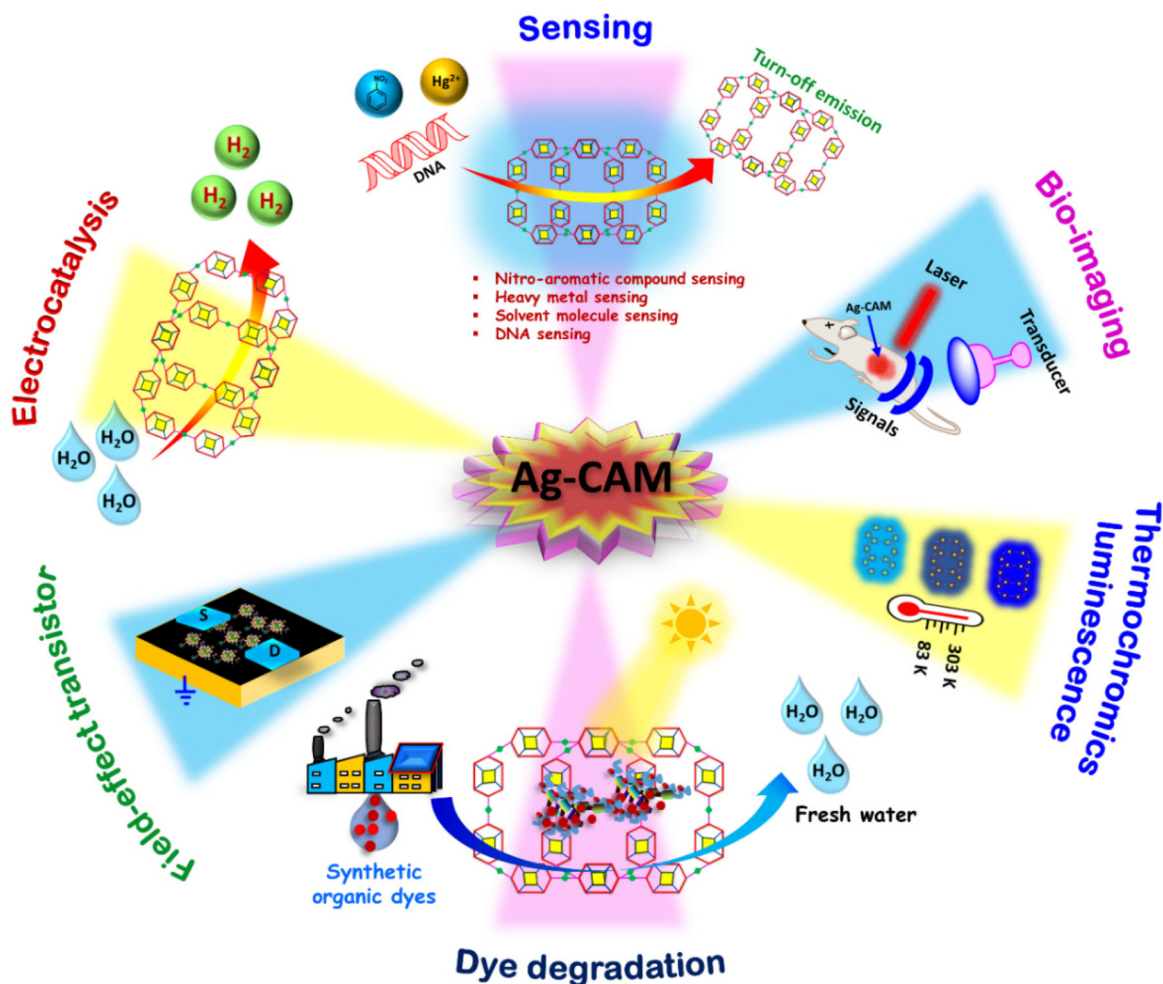 Sensing
NO₂
Hg²⁺
DNA
Turn-off emission
▪ Nitro-aromatic compound sensing
▪ Heavy metal sensing
▪ Solvent molecule sensing
▪ DNA sensing
Bio-imaging
Laser
Ag-CAM
Transducer
Signals
Electrocatalysis
H₂
H₂
H₂
H₂O
H₂O
H₂O
Ag-CAM
Thermochromics
luminescence
83 K
303 K
Field-effect transistor
S
D
Synthetic
organic dyes
H₂O
H₂O
H₂O
Fresh water
Dye degradation